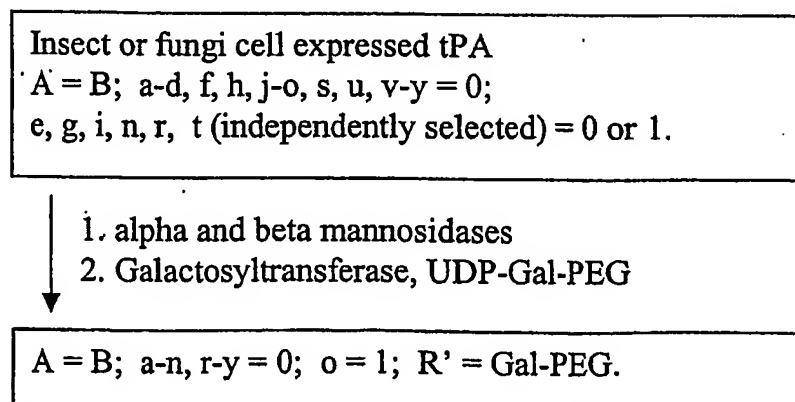 Insect or fungi cell expressed tPA
A = B; a-d, f, h, j-o, s, u, v-y = 0;
e, g, i, n, r, t (independently selected) = 0 or 1.
1. alpha and beta mannosidases
2. Galactosyltransferase, UDP-Gal-PEG
A = B; a-n, r-y = 0; o = 1; R' = Gal-PEG.